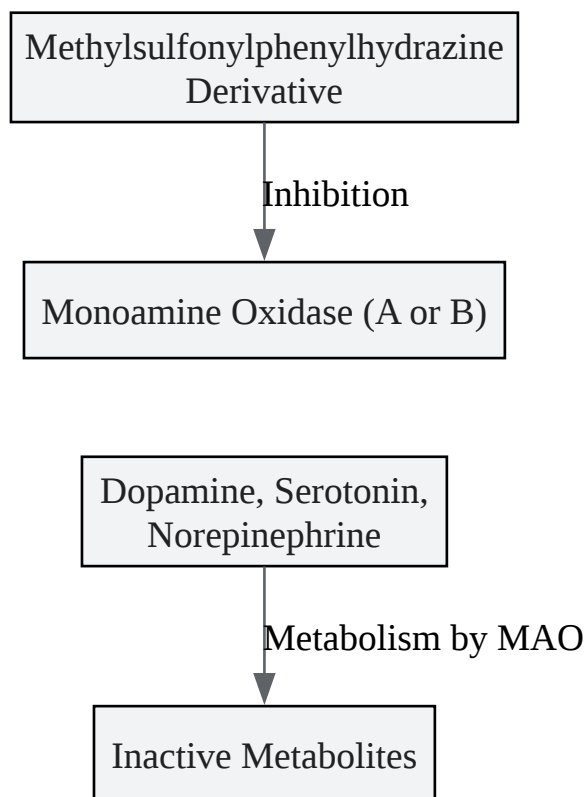 Methylsulfonylphenylhydrazine
Derivative
Inhibition
Monoamine Oxidase (A or B)
Dopamine, Serotonin,
Norepinephrine
Metabolism by MAO
Inactive Metabolites